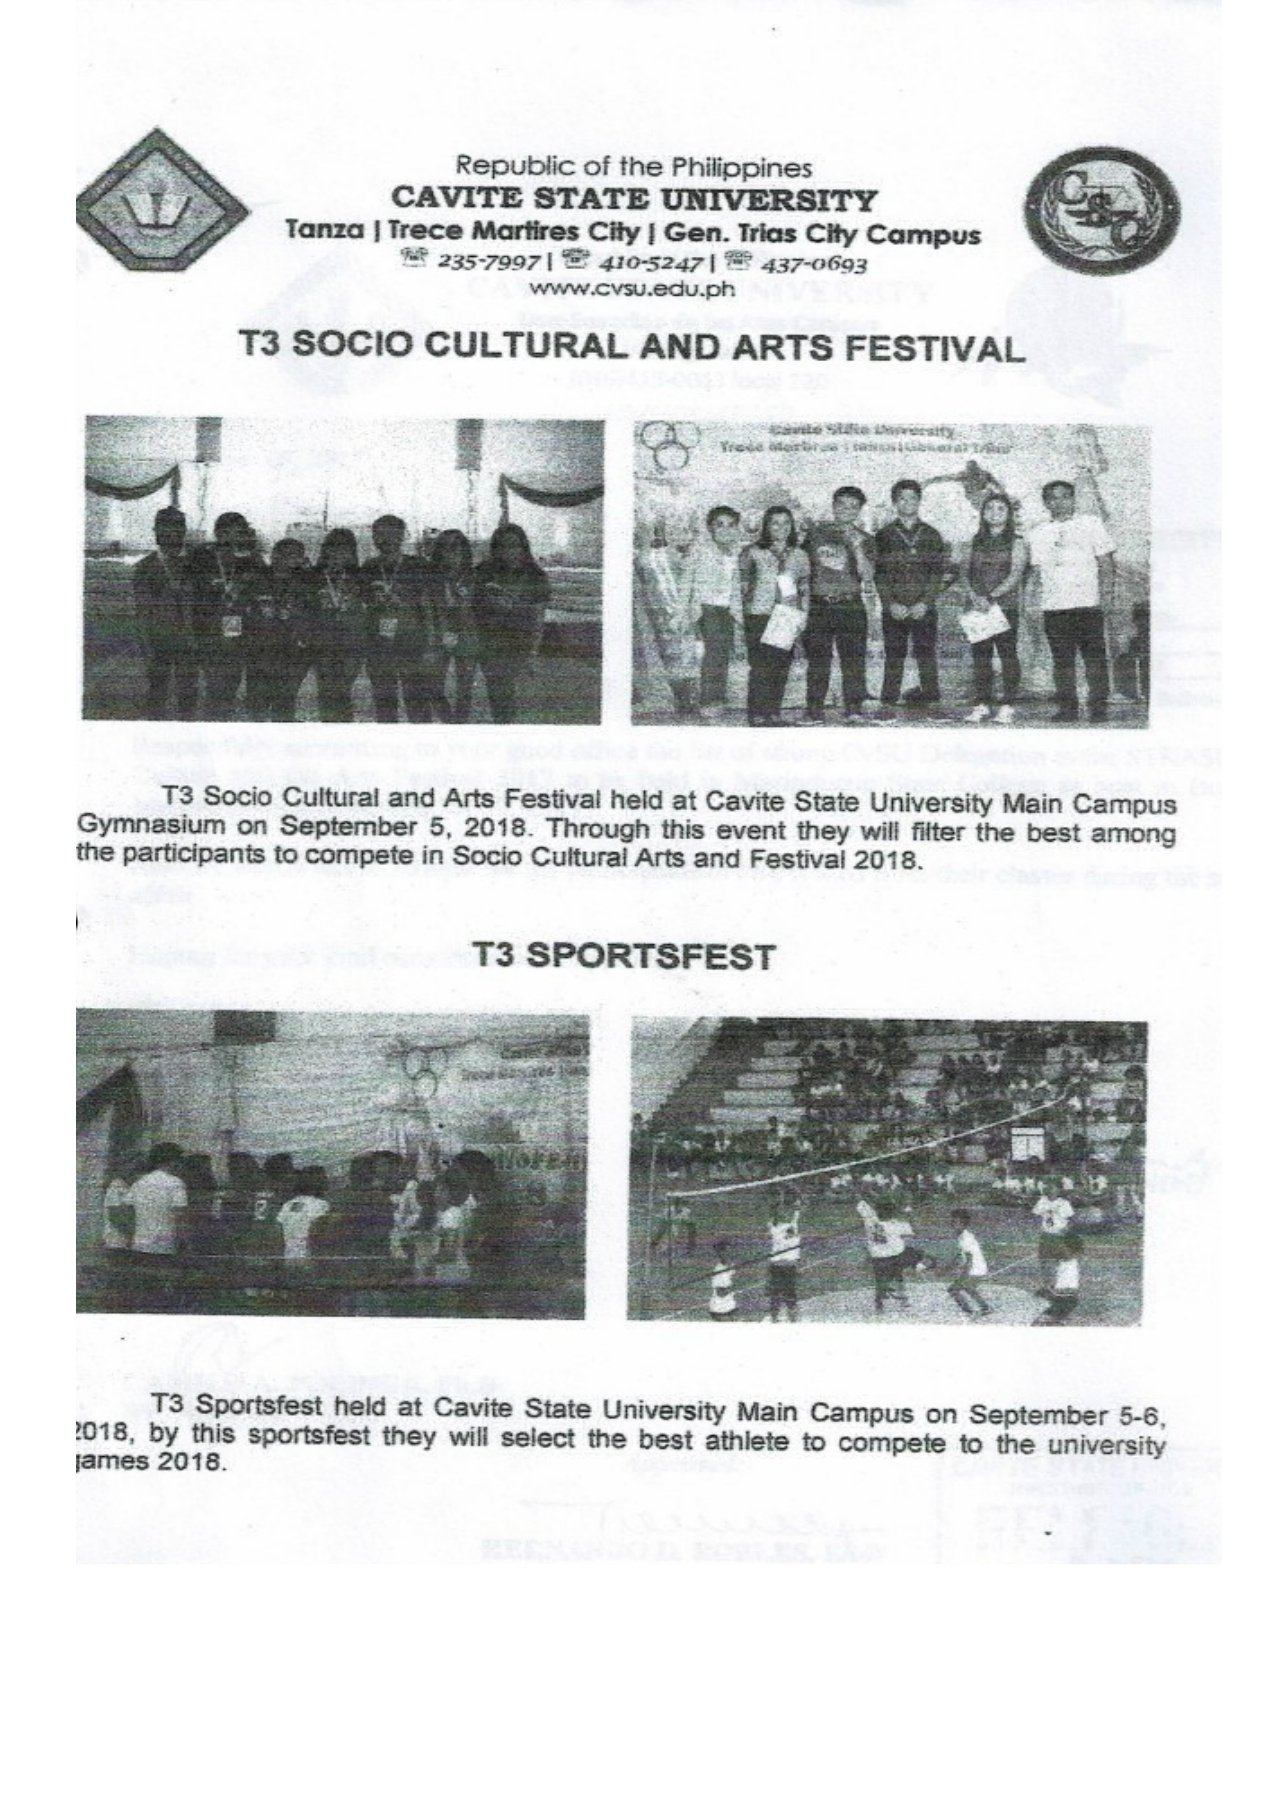 Republic of the Philippines
CAVITE STATE UNIVERSITY
Tanza | Trece Martires City | Gen. Trias City Campus
☏ 235-7997 | ☏ 410-5247 | ☏ 437-0693
www.cvsu.edu.ph
T3 SOCIO CULTURAL AND ARTS FESTIVAL
Cavite State University
Trece Martires | Tanza | General Trias
T3 Socio Cultural and Arts Festival held at Cavite State University Main Campus
Gymnasium on September 5, 2018. Through this event they will filter the best among
the participants to compete in Socio Cultural Arts and Festival 2018.
T3 SPORTSFEST
T3 Sportsfest held at Cavite State University Main Campus on September 5-6,
2018, by this sportsfest they will select the best athlete to compete to the university
games 2018.